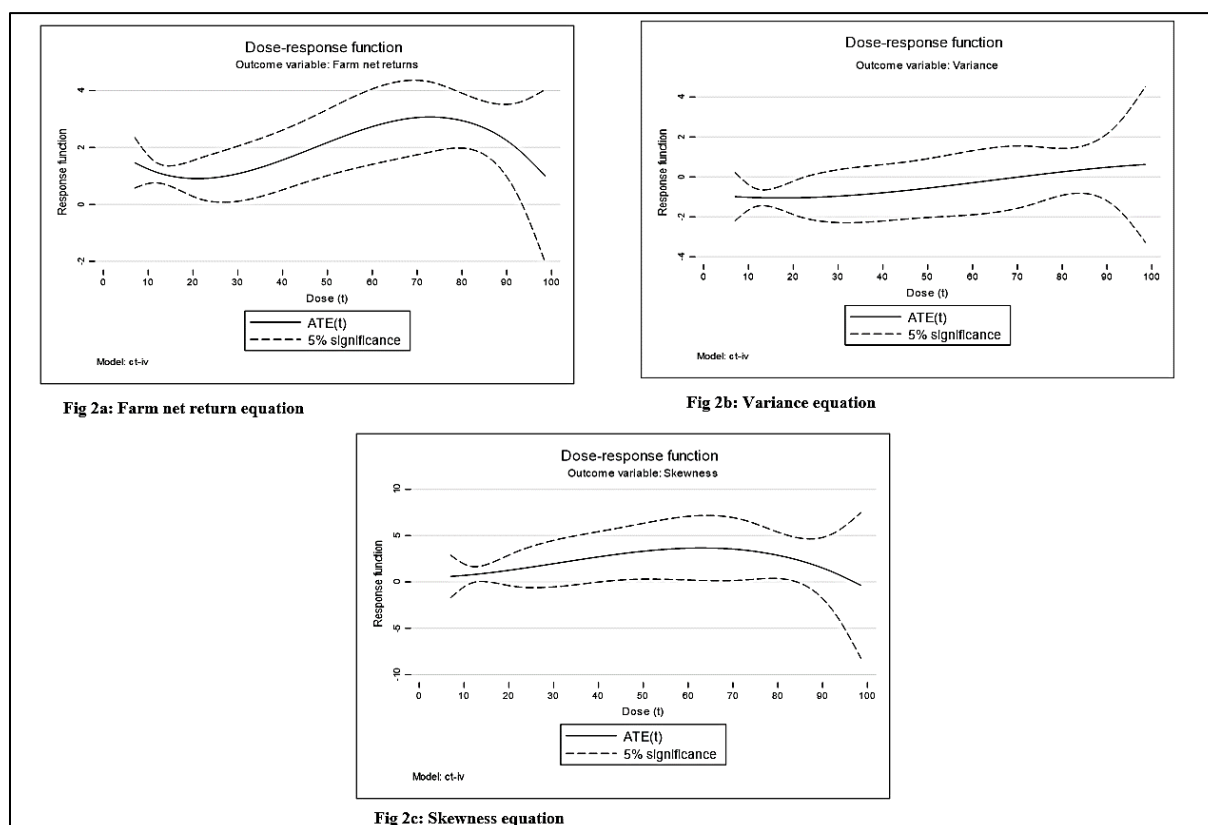 Dose-response function
Outcome variable: Farm net returns
Response function
4
2
0
-2
0 10 20 30 40 50 60 70 80 90 100
Dose (t)
ATE(t)
5% significance
Model: ct-iv
Fig 2a: Farm net return equation
Dose-response function
Outcome variable: Variance
Response function
4
2
0
-2
-4
0 10 20 30 40 50 60 70 80 90 100
Dose (t)
ATE(t)
5% significance
Model: ct-iv
Fig 2b: Variance equation
Dose-response function
Outcome variable: Skewness
Response function
10
5
0
-5
-10
0 10 20 30 40 50 60 70 80 90 100
Dose (t)
ATE(t)
5% significance
Model: ct-iv
Fig 2c: Skewness equation